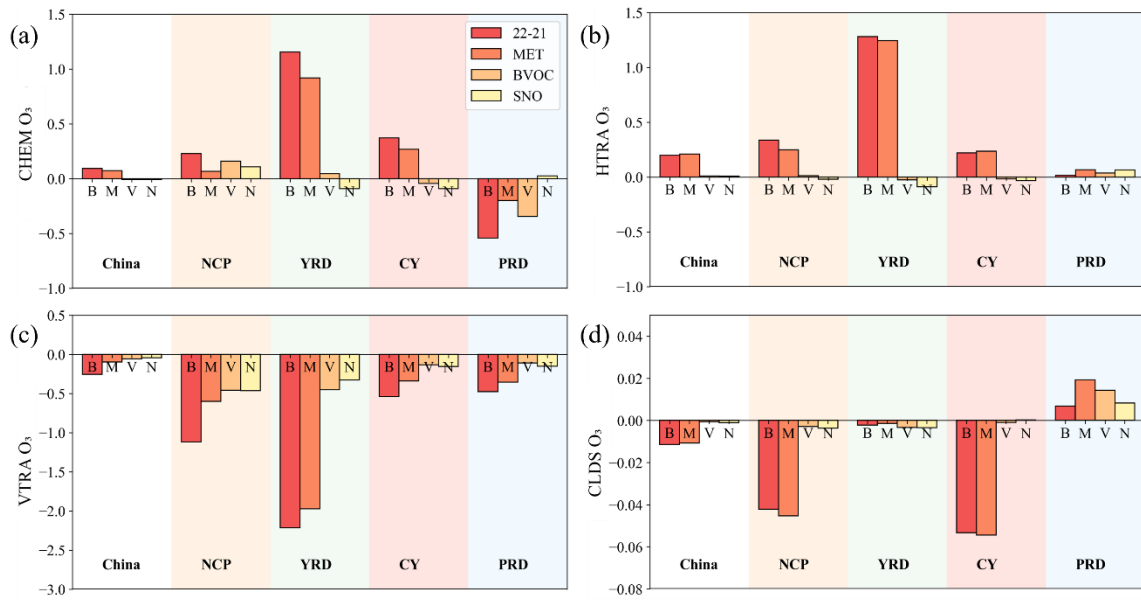 (a)
CHEM O₃
1.5
1.0
0.5
0.0
−0.5
−1.0
22-21
MET
BVOC
SNO
B M V N B M V N B M V N B M V N B M V N
China NCP YRD CY PRD
(b)
HTRA O₃
1.5
1.0
0.5
0.0
−0.5
−1.0
B M V N B M V N B M V N B M V N B M V N
China NCP YRD CY PRD
(c)
VTRA O₃
0.5
0.0
−0.5
−1.0
−1.5
−2.0
−2.5
−3.0
B M V N B M V N B M V N B M V N B M V N
China NCP YRD CY PRD
(d)
CLDS O₃
0.04
0.02
0.00
−0.02
−0.04
−0.06
−0.08
B M V N B M V N B M V N B M V N B M V N
China NCP YRD CY PRD